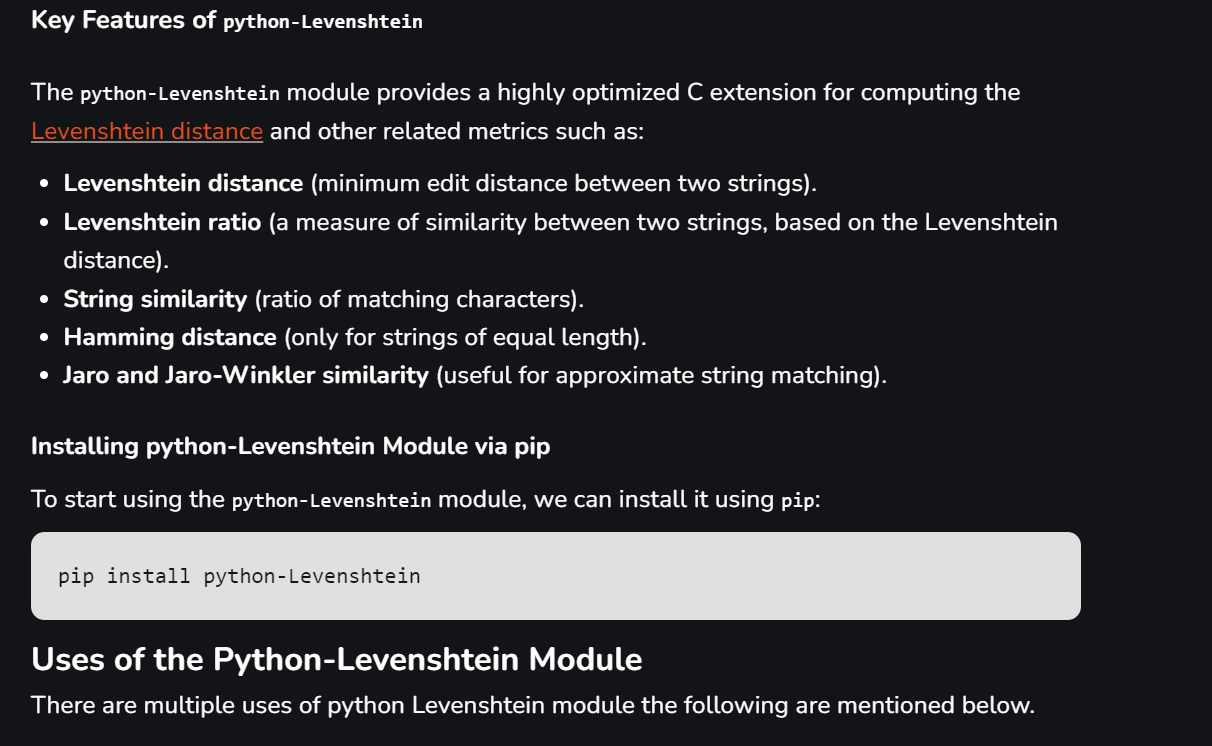 Key Features of python-Levenshtein
The python-Levenshtein module provides a highly optimized C extension for computing the
Levenshtein distance and other related metrics such as:
• Levenshtein distance (minimum edit distance between two strings).
• Levenshtein ratio (a measure of similarity between two strings, based on the Levenshtein
distance).
• String similarity (ratio of matching characters).
• Hamming distance (only for strings of equal length).
• Jaro and Jaro-Winkler similarity (useful for approximate string matching).
Installing python-Levenshtein Module via pip
To start using the python-Levenshtein module, we can install it using pip:
pip install python-Levenshtein
Uses of the Python-Levenshtein Module
There are multiple uses of python Levenshtein module the following are mentioned below.